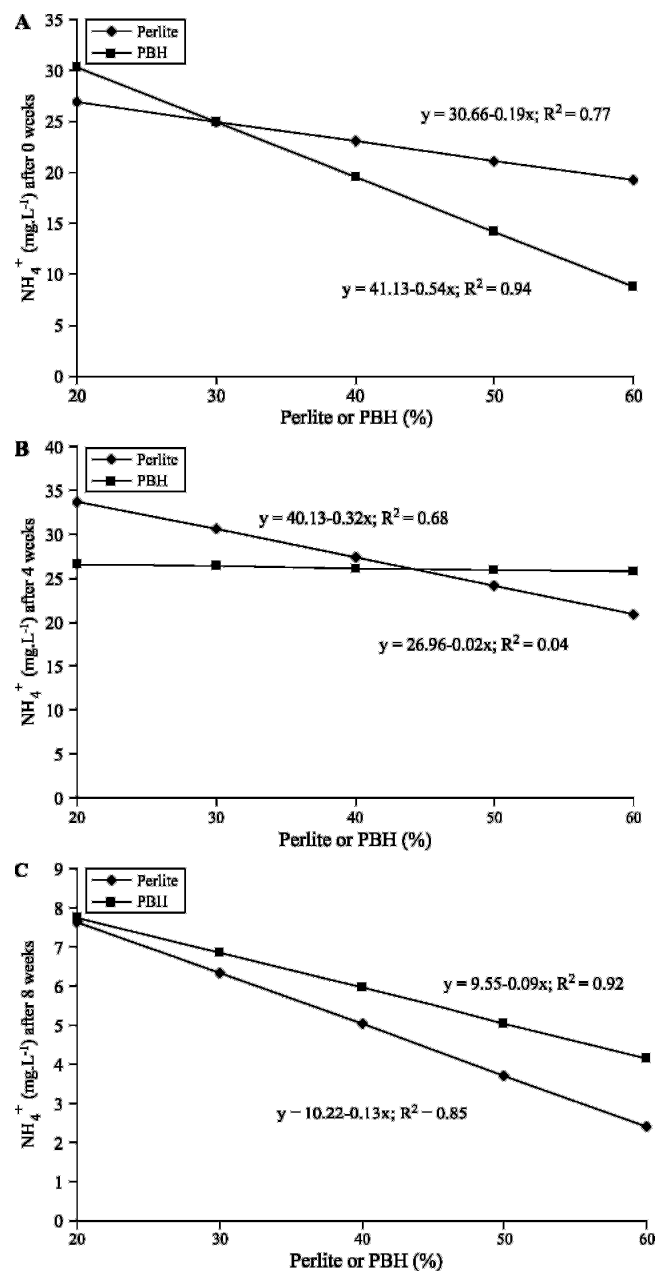 A
Perlite
PBH
35
30
25
20
15
10
5
0
NH₄⁺ (mg.L⁻¹) after 0 weeks
y = 30.66-0.19x; R² = 0.77
y = 41.13-0.54x; R² = 0.94
20 30 40 50 60
Perlite or PBH (%)
B
Perlite
PBH
40
35
30
25
20
15
10
5
0
NH₄⁺ (mg.L⁻¹) after 4 weeks
y = 40.13-0.32x; R² = 0.68
y = 26.96-0.02x; R² = 0.04
20 30 40 50 60
Perlite or PBH (%)
C
Perlite
PBH
9
8
7
6
5
4
3
2
1
0
NH₄⁺ (mg.L⁻¹) after 8 weeks
y = 9.55-0.09x; R² = 0.92
y = 10.22-0.13x; R² = 0.85
20 30 40 50 60
Perlite or PBH (%)